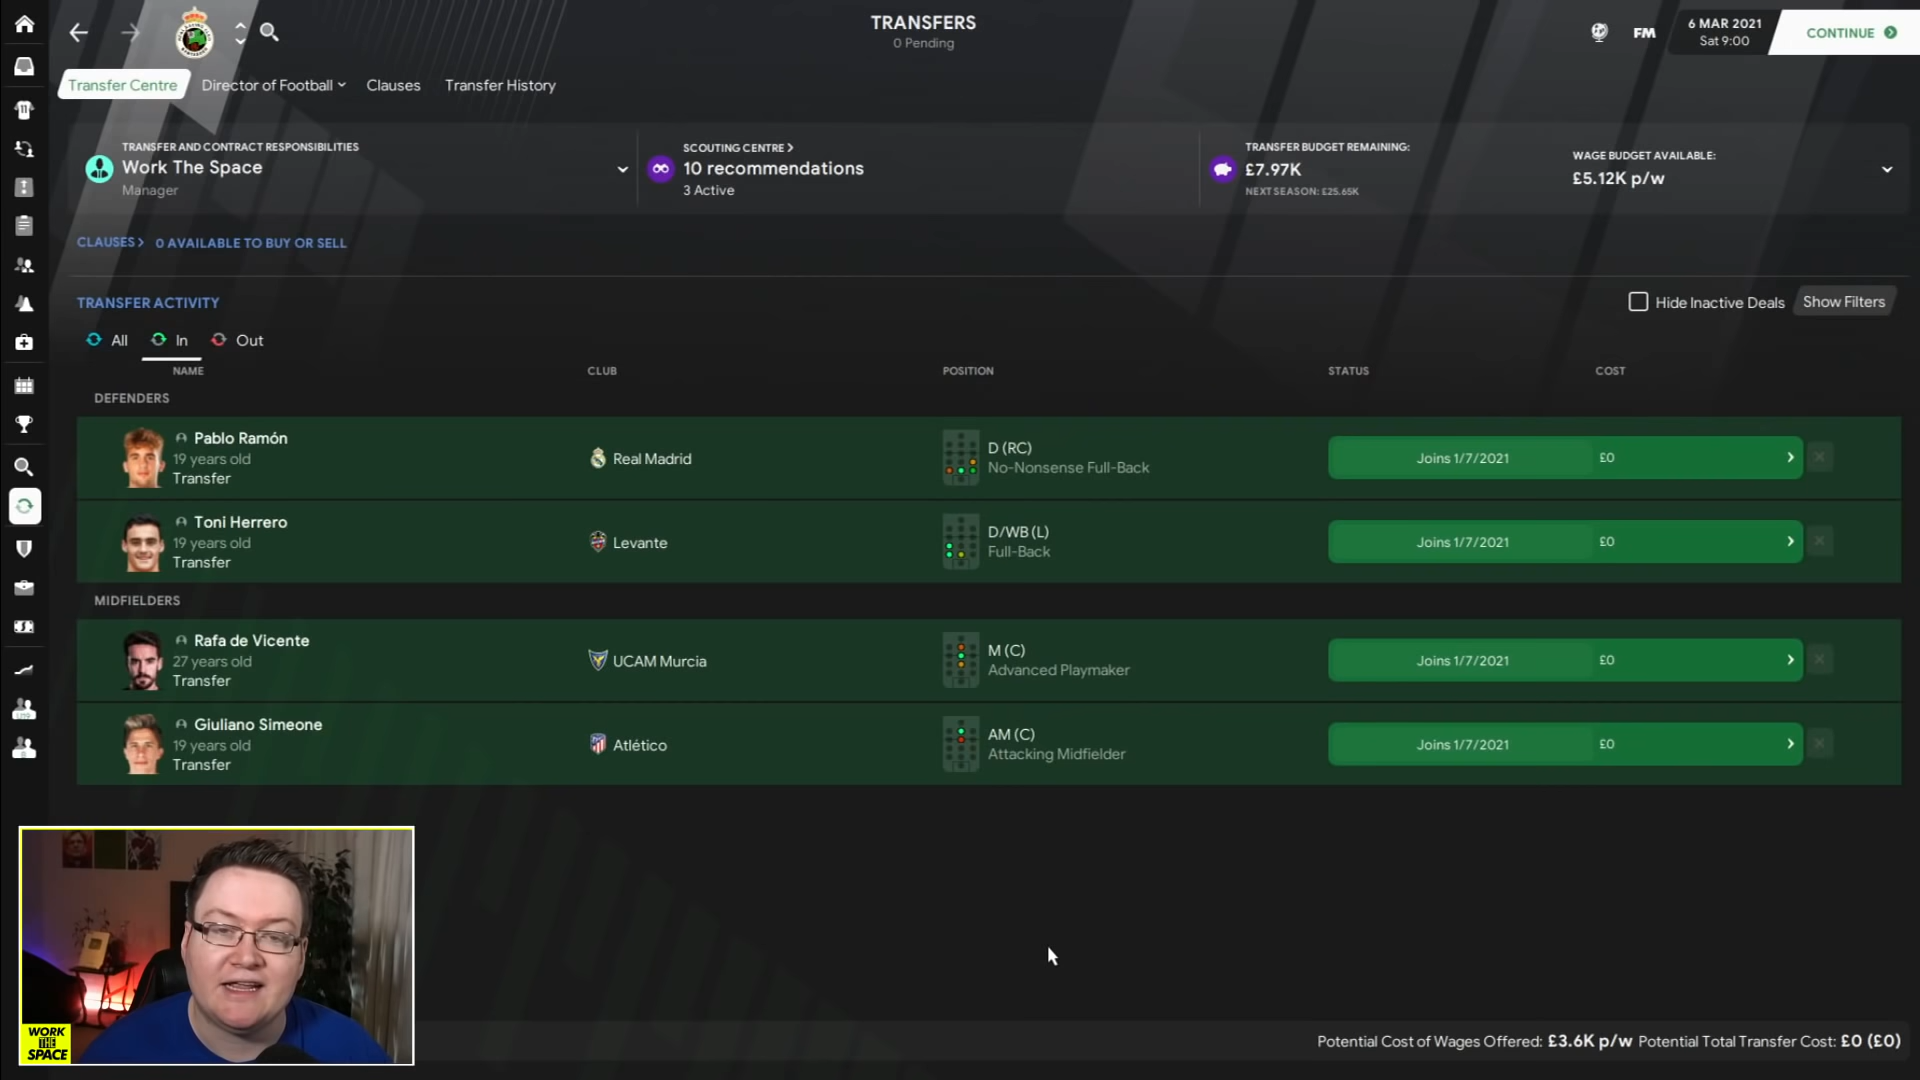 TRANSFERS
0 Pending
FM
6 MAR 2021
Sat 9:00
CONTINUE
Transfer Centre
Director of Football
Clauses
Transfer History
TRANSFER AND CONTRACT RESPONSIBILITIES
Work The Space
Manager
SCOUTING CENTRE >
10 recommendations
3 Active
TRANSFER BUDGET REMAINING:
£7.97K
NEXT SEASON: £25.65K
WAGE BUDGET AVAILABLE:
£5.12K p/w
CLAUSES > 0 AVAILABLE TO BUY OR SELL
TRANSFER ACTIVITY
Hide Inactive Deals
Show Filters
All
In
Out
NAME CLUB POSITION STATUS COST
DEFENDERS
Pablo Ramón
19 years old
Transfer
Real Madrid
D (RC)
No-Nonsense Full-Back
Joins 1/7/2021 £0
Toni Herrero
19 years old
Transfer
Levante
D/WB (L)
Full-Back
Joins 1/7/2021 £0
MIDFIELDERS
Rafa de Vicente
27 years old
Transfer
UCAM Murcia
M (C)
Advanced Playmaker
Joins 1/7/2021 £0
Giuliano Simeone
19 years old
Transfer
Atlético
AM (C)
Attacking Midfielder
Joins 1/7/2021 £0
WORK
THE
SPACE
Potential Cost of Wages Offered: £3.6K p/w Potential Total Transfer Cost: £0 (£0)